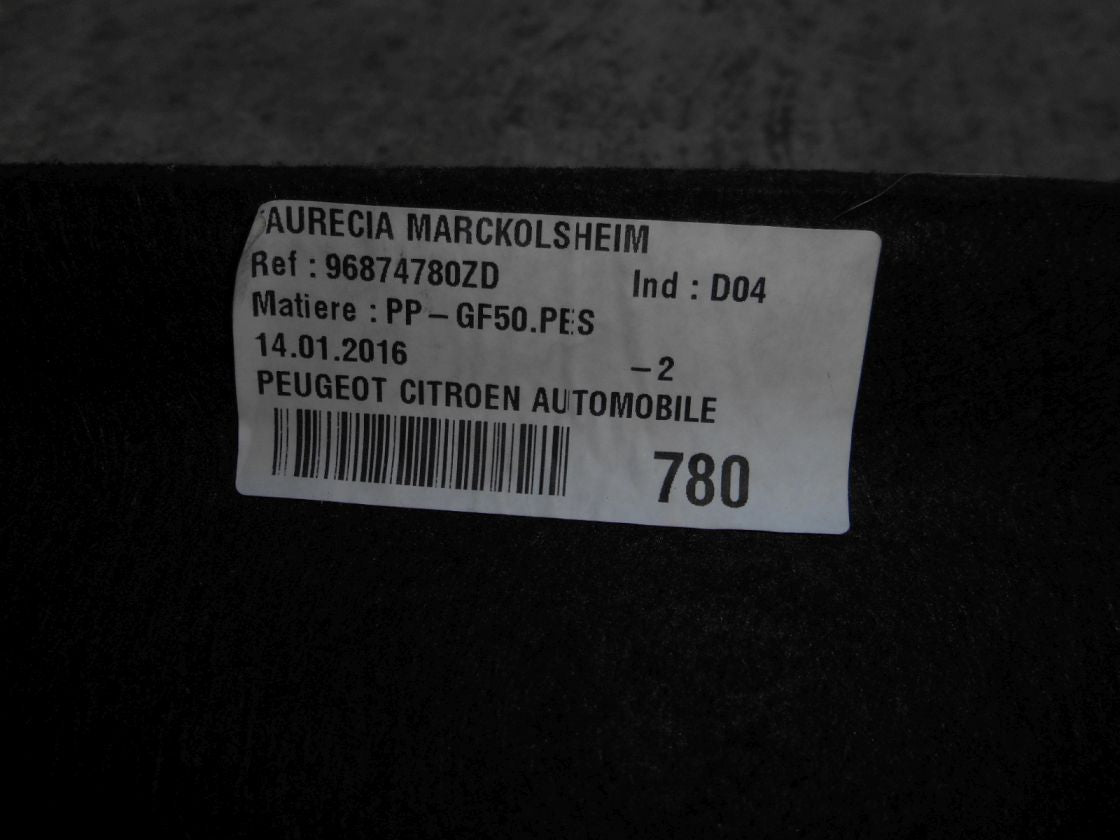 AURECIA MARCKOLSHEIM
Ref : 96874780ZD Ind : D04
Matiere : PP – GF50.PES
14.01.2016 –2
PEUGEOT CITROEN AUTOMOBILE
780